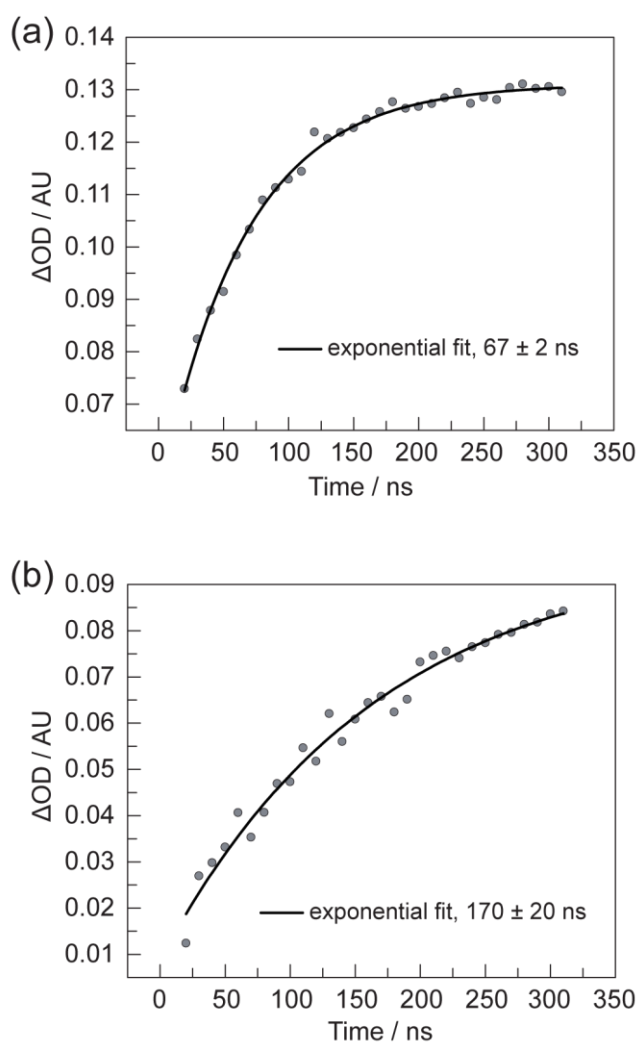 (a)
0.14
0.13
0.12
0.11
0.10
0.09
0.08
0.07
ΔOD / AU
exponential fit, 67 ± 2 ns
0 50 100 150 200 250 300 350
Time / ns
(b)
0.09
0.08
0.07
0.06
0.05
0.04
0.03
0.02
0.01
ΔOD / AU
exponential fit, 170 ± 20 ns
0 50 100 150 200 250 300 350
Time / ns